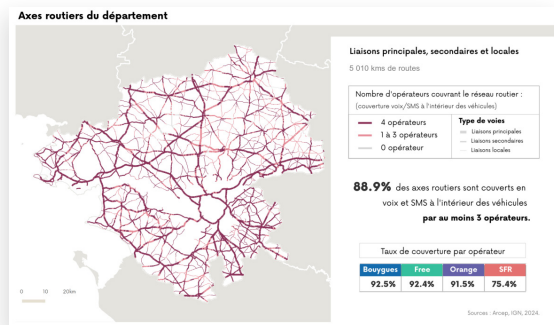 Axes routiers du département
Liaisons principales, secondaires et locales
5 010 kms de routes
Nombre d'opérateurs couvrant le réseau routier :
(couverture voix/SMS à l'intérieur des véhicules)
4 opérateurs
1 à 3 opérateurs
0 opérateur
Type de voies
Liaisons principales
Liaisons secondaires
Liaisons locales
88.9% des axes routiers sont couverts en
voix et SMS à l'intérieur des véhicules
par au moins 3 opérateurs.
Taux de couverture par opérateur
Bouygues Free Orange SFR
92.5% 92.4% 91.5% 75.4%
0 10 20km
Sources : Arcep, IGN, 2024.